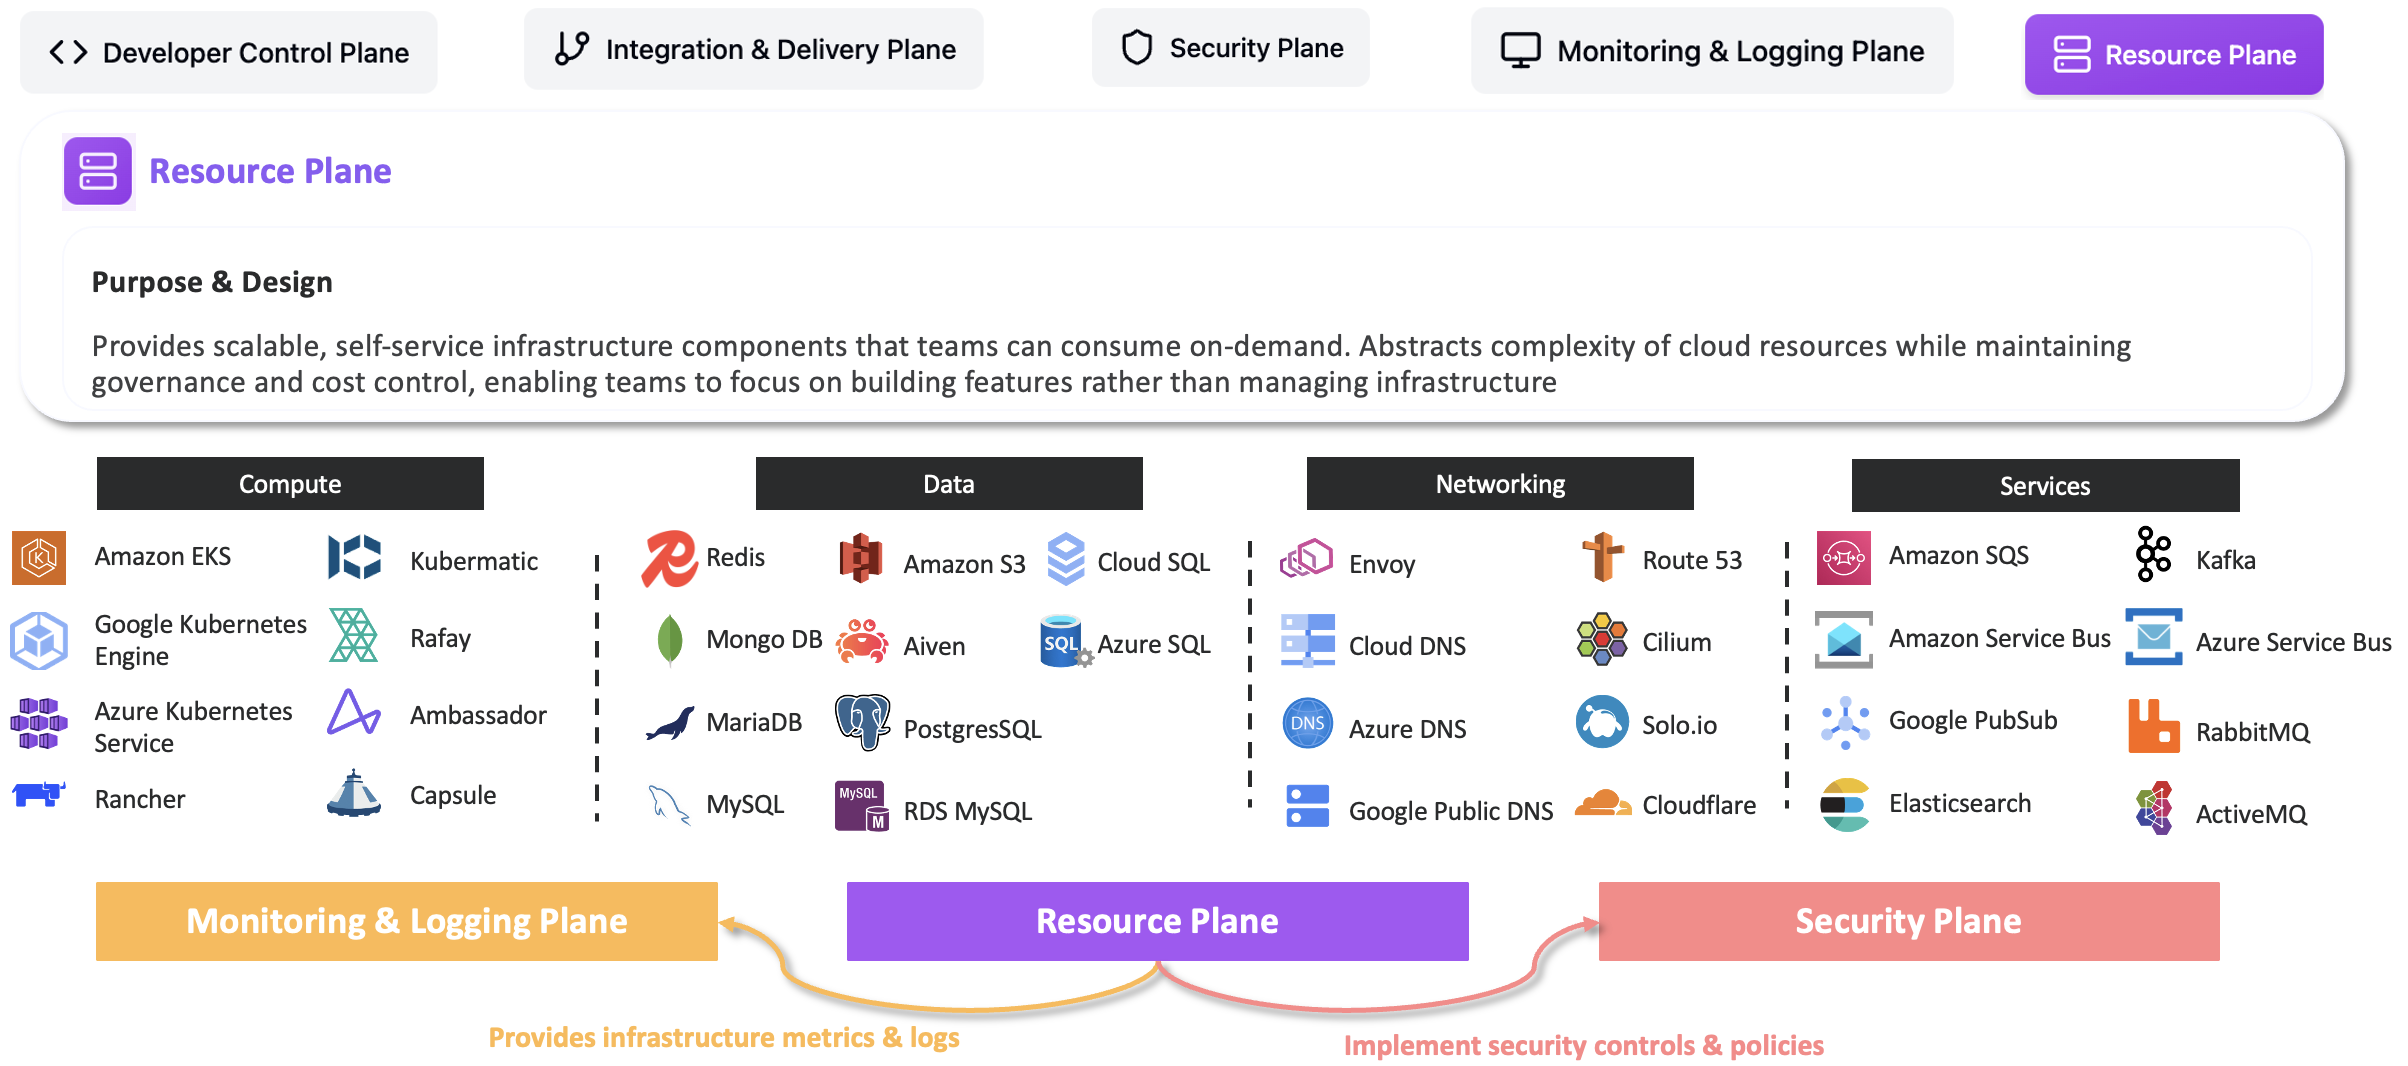 Developer Control Plane
Integration & Delivery Plane
Security Plane
Monitoring & Logging Plane
Resource Plane
Resource Plane
Purpose & Design
Provides scalable, self-service infrastructure components that teams can consume on-demand. Abstracts complexity of cloud resources while maintaining
governance and cost control, enabling teams to focus on building features rather than managing infrastructure
Compute
Amazon EKS
Google Kubernetes
Engine
Azure Kubernetes
Service
Rancher
Kubermatic
Rafay
Ambassador
Capsule
Data
Redis
Mongo DB
MariaDB
MySQL
Amazon S3
Aiven
PostgresSQL
MySQL
M
RDS MySQL
Cloud SQL
SQL
Azure SQL
Networking
Envoy
Cloud DNS
DNS
Azure DNS
Google Public DNS
Route 53
Cilium
Solo.io
Cloudflare
Services
Amazon SQS
Amazon Service Bus
Google PubSub
Elasticsearch
Kafka
Azure Service Bus
RabbitMQ
ActiveMQ
Monitoring & Logging Plane
Resource Plane
Security Plane
Provides infrastructure metrics & logs
Implement security controls & policies